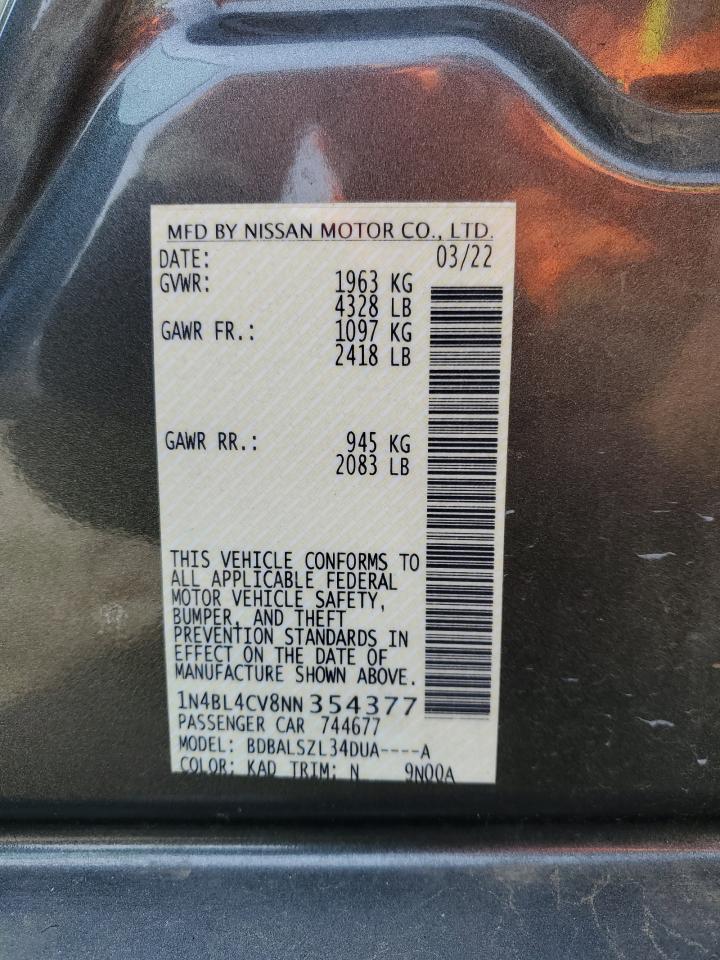 MFD BY NISSAN MOTOR CO., LTD.
DATE: 03/22
GVWR: 1963 KG
4328 LB
GAWR FR.: 1097 KG
2418 LB
GAWR RR.: 945 KG
2083 LB
THIS VEHICLE CONFORMS TO
ALL APPLICABLE FEDERAL
MOTOR VEHICLE SAFETY,
BUMPER, AND THEFT
PREVENTION STANDARDS IN
EFFECT ON THE DATE OF
MANUFACTURE SHOWN ABOVE.
1N4BL4CV8NN 354377
PASSENGER CAR 744677
MODEL: BDBALSZL34DUA----A
COLOR: KAD TRIM: N 9N00A